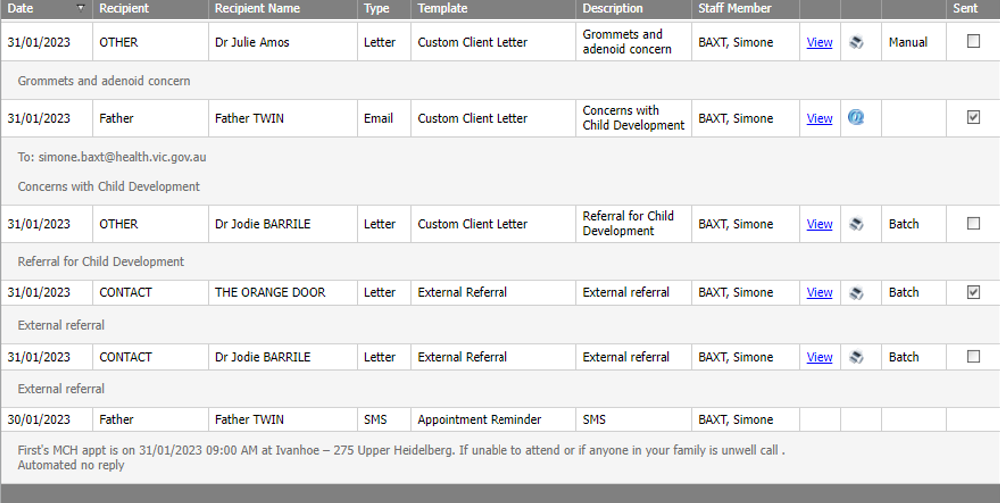 Date Recipient Recipient Name Type Template Description Staff Member Sent
31/01/2023 OTHER Dr Julie Amos Letter Custom Client Letter Grommets and adenoid concern BAXT, Simone View Manual
Grommets and adenoid concern
31/01/2023 Father Father TWIN Email Custom Client Letter Concerns with Child Development BAXT, Simone View
To: simone.baxt@health.vic.gov.au
Concerns with Child Development
31/01/2023 OTHER Dr Jodie BARRILE Letter Custom Client Letter Referral for Child Development BAXT, Simone View Batch
Referral for Child Development
31/01/2023 CONTACT THE ORANGE DOOR Letter External Referral External referral BAXT, Simone View Batch
External referral
31/01/2023 CONTACT Dr Jodie BARRILE Letter External Referral External referral BAXT, Simone View Batch
External referral
30/01/2023 Father Father TWIN SMS Appointment Reminder SMS BAXT, Simone
First's MCH appt is on 31/01/2023 09:00 AM at Ivanhoe – 275 Upper Heidelberg. If unable to attend or if anyone in your family is unwell call .
Automated no reply